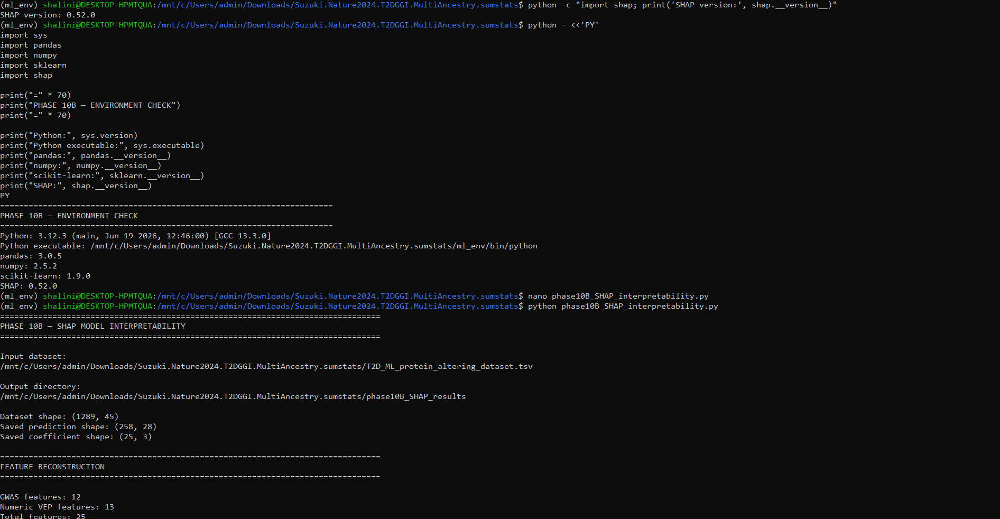 (ml_env) shalini@DESKTOP-HPMTQUA:/mnt/c/Users/admin/Downloads/Suzuki.Nature2024.T2DGGI.MultiAncestry.sumstats$ python -c "import shap; print('SHAP version:', shap.__version__)"
SHAP version: 0.52.0
(ml_env) shalini@DESKTOP-HPMTQUA:/mnt/c/Users/admin/Downloads/Suzuki.Nature2024.T2DGGI.MultiAncestry.sumstats$ python - <<'PY'
import sys
import pandas
import numpy
import sklearn
import shap

print("=" * 70)
print("PHASE 10B — ENVIRONMENT CHECK")
print("=" * 70)

print("Python:", sys.version)
print("Python executable:", sys.executable)
print("pandas:", pandas.__version__)
print("numpy:", numpy.__version__)
print("scikit-learn:", sklearn.__version__)
print("SHAP:", shap.__version__)
PY
======================================================================
PHASE 10B — ENVIRONMENT CHECK
======================================================================
Python: 3.12.3 (main, Jun 19 2026, 12:46:00) [GCC 13.3.0]
Python executable: /mnt/c/Users/admin/Downloads/Suzuki.Nature2024.T2DGGI.MultiAncestry.sumstats/ml_env/bin/python
pandas: 3.0.5
numpy: 2.5.2
scikit-learn: 1.9.0
SHAP: 0.52.0
(ml_env) shalini@DESKTOP-HPMTQUA:/mnt/c/Users/admin/Downloads/Suzuki.Nature2024.T2DGGI.MultiAncestry.sumstats$ nano phase10B_SHAP_interpretability.py
(ml_env) shalini@DESKTOP-HPMTQUA:/mnt/c/Users/admin/Downloads/Suzuki.Nature2024.T2DGGI.MultiAncestry.sumstats$ python phase10B_SHAP_interpretability.py
================================================================================
PHASE 10B — SHAP MODEL INTERPRETABILITY
================================================================================

Input dataset:
/mnt/c/Users/admin/Downloads/Suzuki.Nature2024.T2DGGI.MultiAncestry.sumstats/T2D_ML_protein_altering_dataset.tsv

Output directory:
/mnt/c/Users/admin/Downloads/Suzuki.Nature2024.T2DGGI.MultiAncestry.sumstats/phase10B_SHAP_results

Dataset shape: (1289, 45)
Saved prediction shape: (258, 28)
Saved coefficient shape: (25, 3)

================================================================================
FEATURE RECONSTRUCTION
================================================================================

GWAS features: 12
Numeric VEP features: 13
Total features: 25